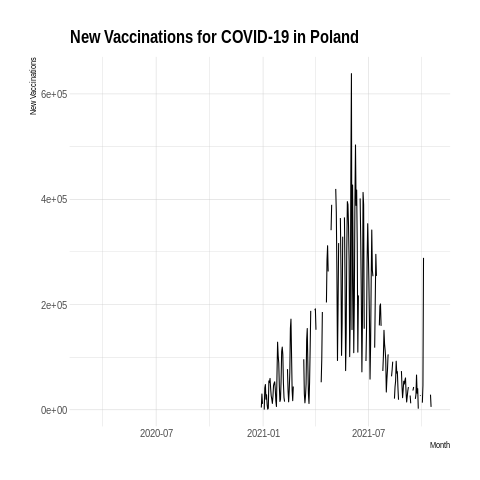 New Vaccinations for COVID-19 in Poland
New Vaccinations
6e+05
4e+05
2e+05
0e+00
2020-07
2021-01
2021-07
Month